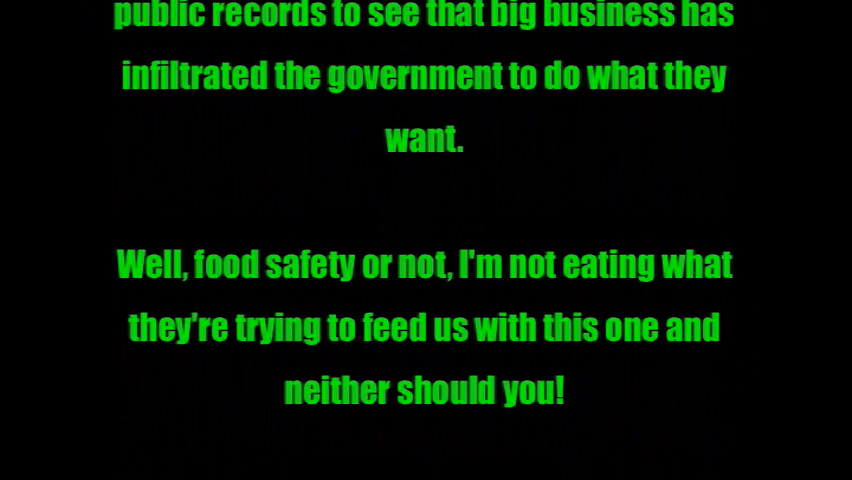 public records to see that big business has
infiltrated the government to do what they
want.
Well, food safety or not, I'm not eating what
they're trying to feed us with this one and
neither should you!